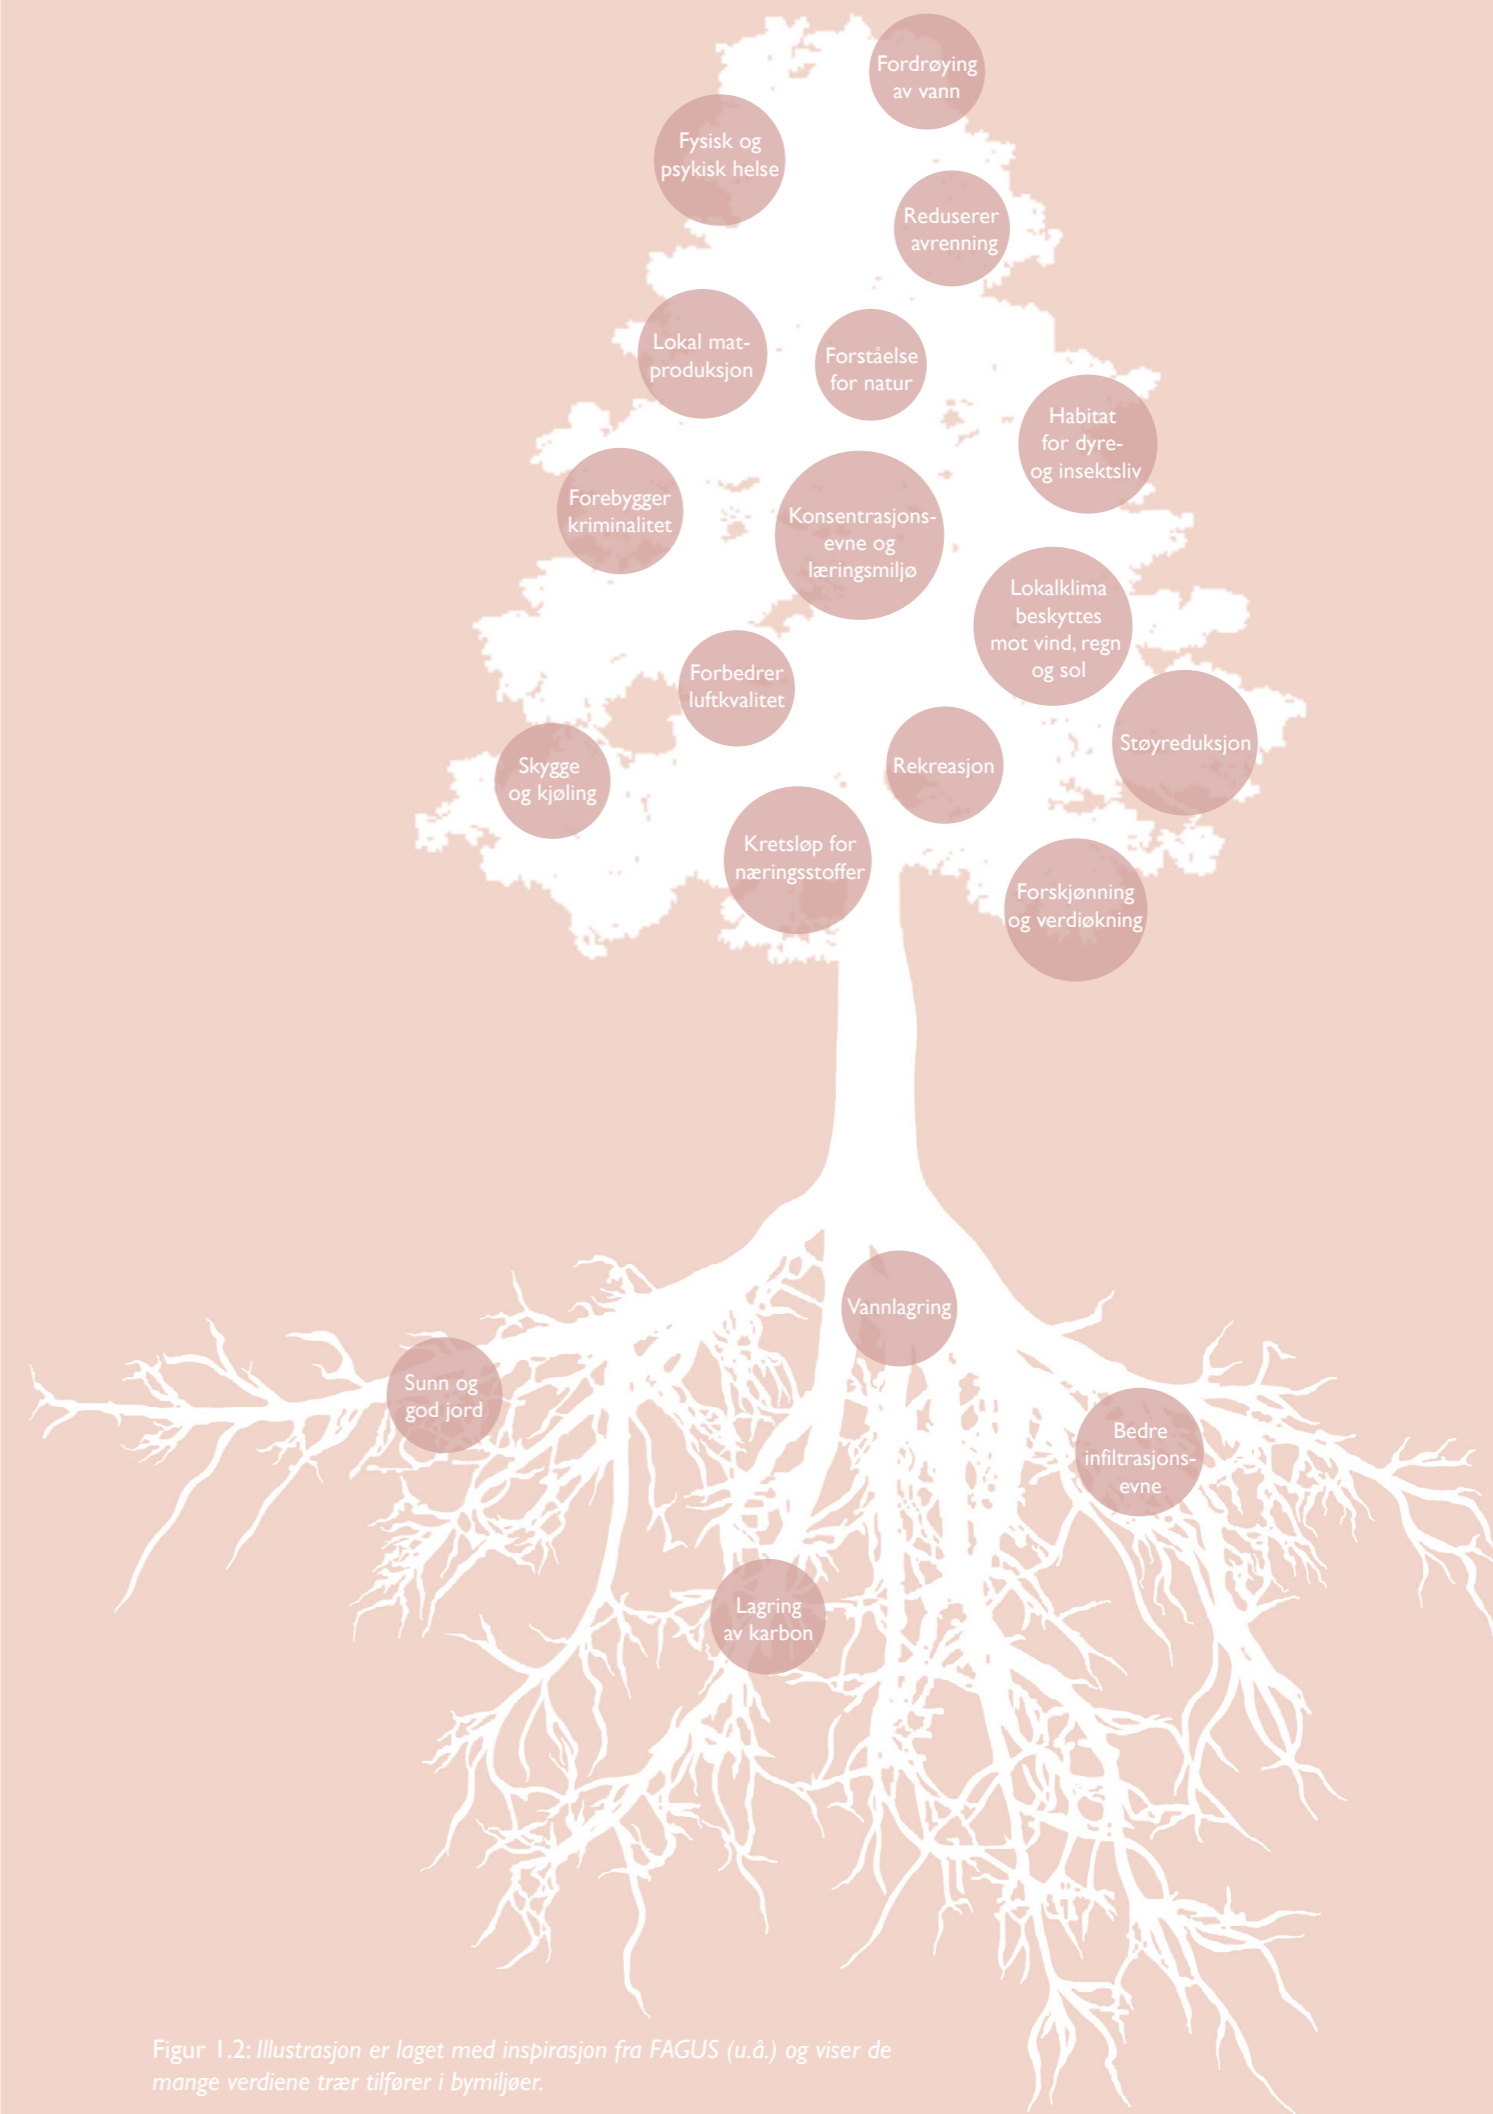 Fordrøying
av vann
Fysisk og
psykisk helse
Reduserer
avrenning
Lokal mat-
produksjon
Forståelse
for natur
Habitat
for dyre-
og insektsliv
Forebygger
kriminalitet
Konsentrasjons-
evne og
læringsmiljø
Lokalklima
beskyttes
mot vind, regn
og sol
Forbedrer
luftkvalitet
Støyreduksjon
Skygge
og kjøling
Rekreasjon
Kretsløp for
næringsstoffer
Forskjønning
og verdiøkning
Vannlagring
Sunn og
god jord
Bedre
infiltrasjons-
evne
Lagring
av karbon
Figur 1.2: Illustrasjon er laget med inspirasjon fra FAGUS (u.å.) og viser de
mange verdiene trær tilfører i bymiljøer.